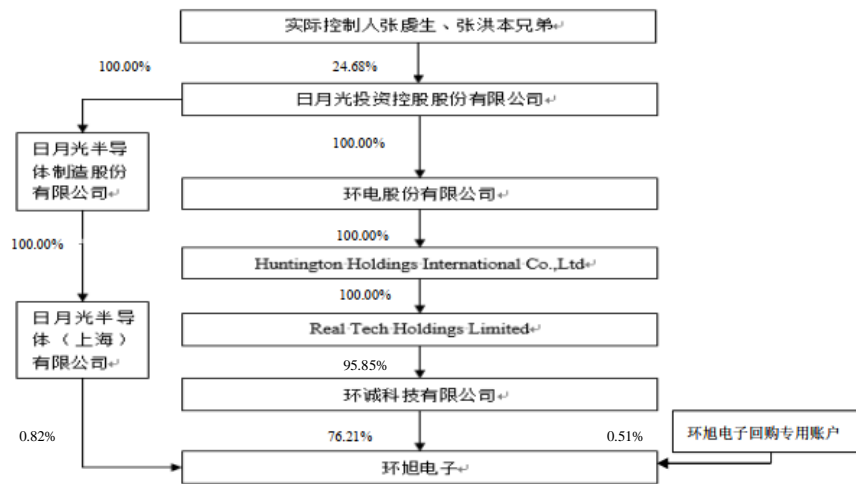 实际控制人张虔生、张洪本兄弟↵
100.00%
24.68%
日月光投资控股股份有限公司↵
日月光半导
体制造股份
有限公司↵
100.00%
环电股份有限公司↵
100.00%
100.00%
Huntington Holdings International Co.,Ltd↵
100.00%
日月光半导
体（上海）
有限公司↵
Real Tech Holdings Limited↵
95.85%
环诚科技有限公司↵
0.82%
76.21%
0.51%
环旭电子回购专用账户
环旭电子↵